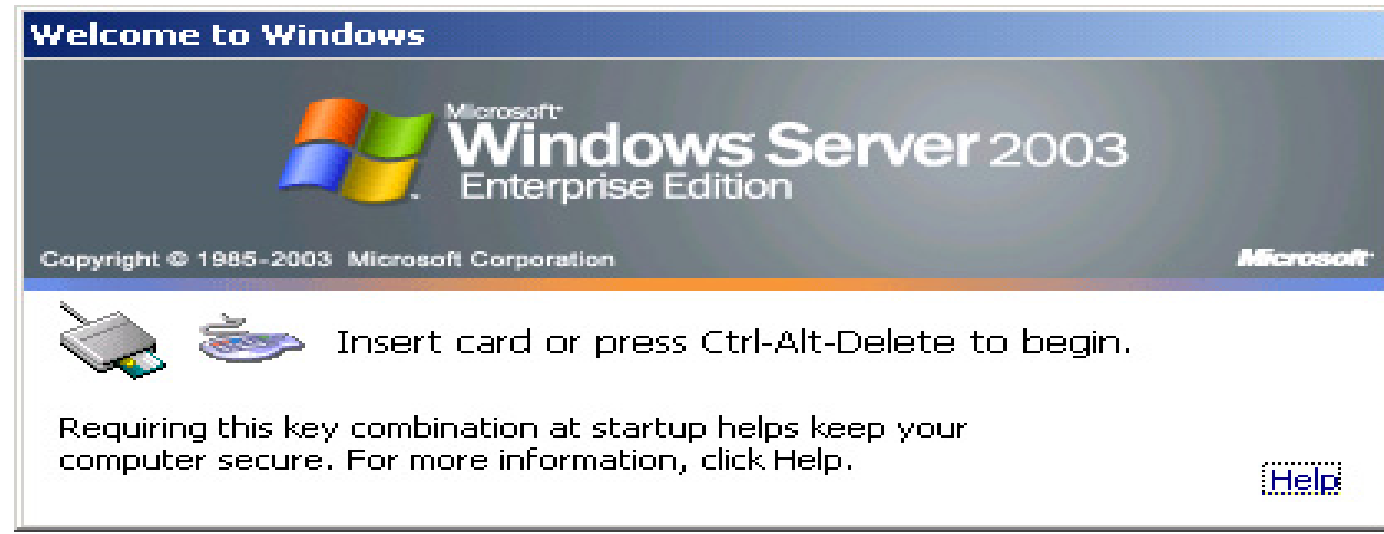 Welcome to Windows
Microsoft®
Windows Server 2003
Enterprise Edition
Copyright © 1985-2003 Microsoft Corporation
Microsoft®
Insert card or press Ctrl-Alt-Delete to begin.
Requiring this key combination at startup helps keep your
computer secure. For more information, click Help.
Help